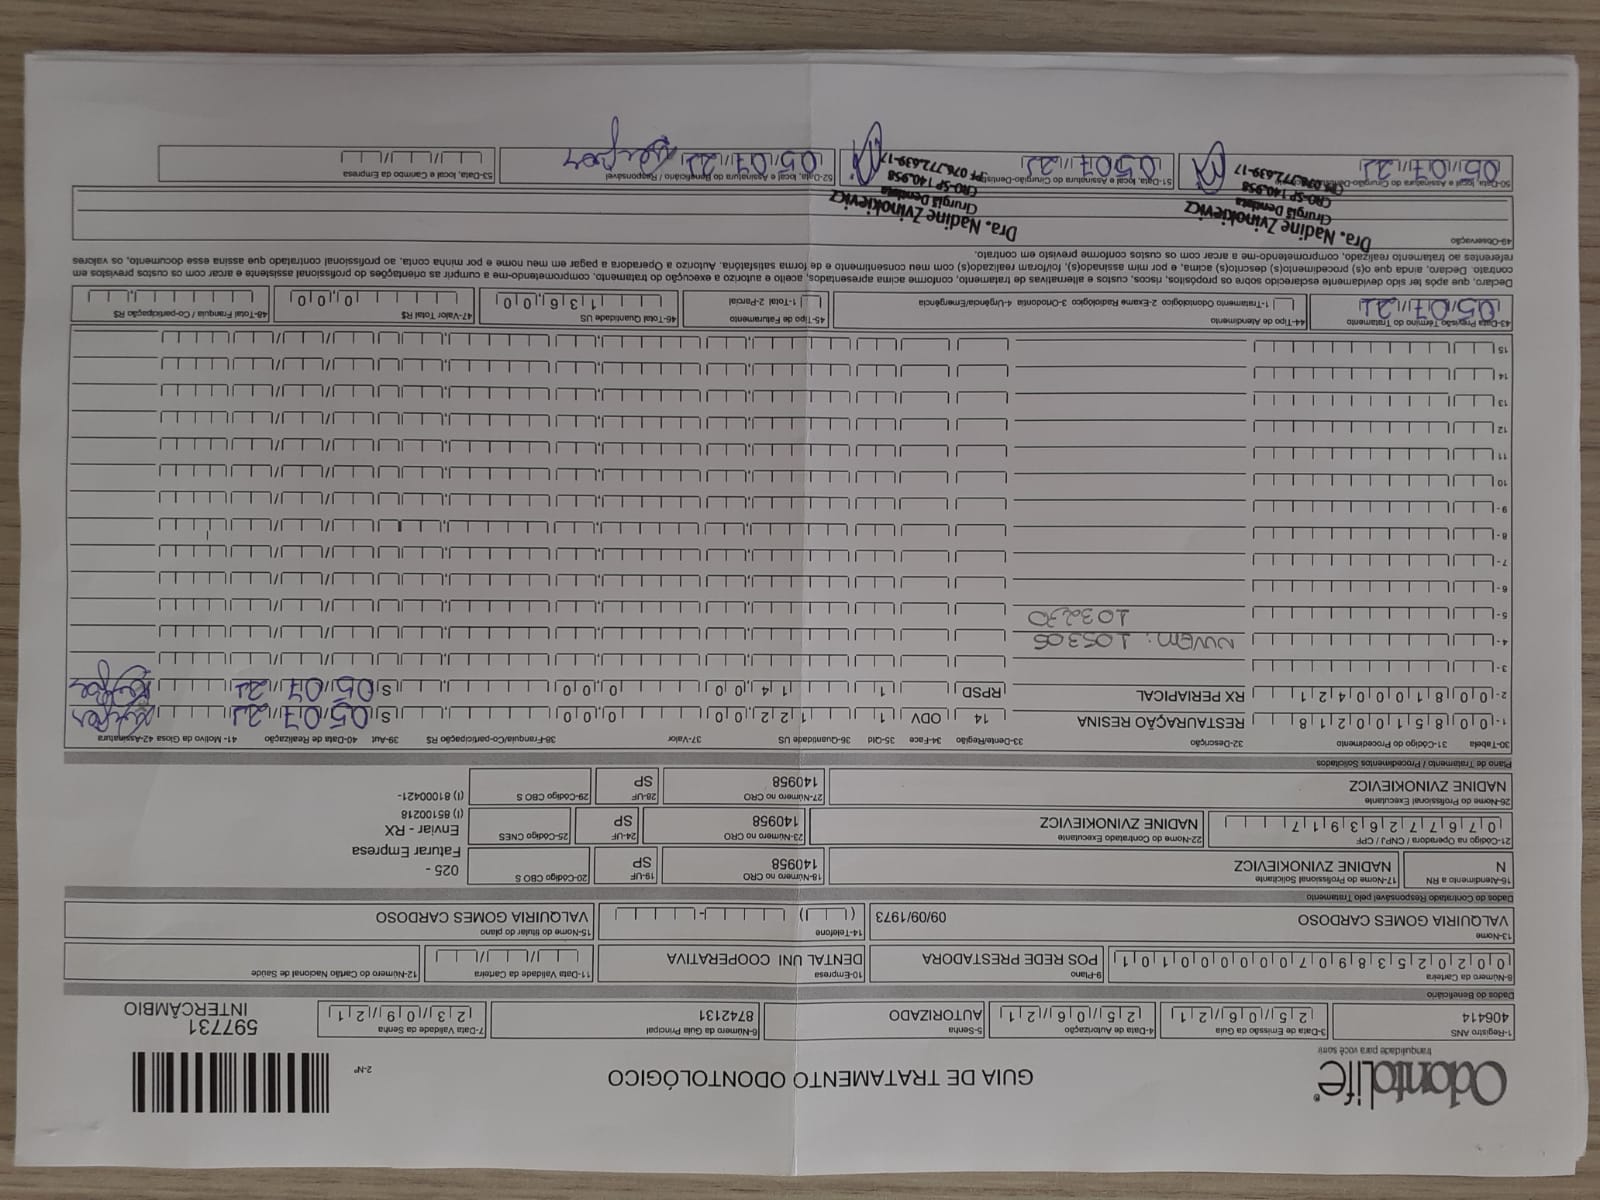 Odontolife®
tranquilidade para você sorrir
GUIA DE TRATAMENTO ODONTOLÓGICO
2-Nº
597731
INTERCÂMBIO
1-Registro ANS 3-Data de Emissão da Guia 4-Data de Autorização 5-Senha 6-Número da Guia Principal 7-Data Validade da Senha
406414 25/06/21 25/06/21 AUTORIZADO 8742131 23/09/21
Dados do Beneficiário
8-Número da Carteira 9-Plano 10-Empresa 11-Data Validade da Carteira 12-Número do Cartão Nacional de Saúde
00202538907000000101 POS REDE PRESTADORA DENTAL UNI COOPERATIVA
13-Nome 14-Telefone 15-Nome do titular do plano
VALQUIRIA GOMES CARDOSO 09/09/1973 VALQUIRIA GOMES CARDOSO
Dados do Contratado Responsável pelo Tratamento
16-Atendimento a RN 17-Nome do Profissional Solicitante 18-Número no CRO 19-UF 20-Código CBO S
N NADINE ZVINOKIEVICZ 140958 SP 025 -
Faturar Empresa
21-Código na Operadora / CNPJ / CPF 22-Nome do Contratado Executante 23-Número no CRO 24-UF 25-Código CNES
07677263917 NADINE ZVINOKIEVICZ 140958 SP Enviar - RX
(I) 85100218
26-Nome do Profissional Executante 27-Número no CRO 28-UF 29-Código CBO S
NADINE ZVINOKIEVICZ 140958 SP (I) 81000421-
Plano de Tratamento / Procedimentos Solicitados
30-Tabela 31-Código do Procedimento 32-Descrição 33-Dente/Região 34-Face 35-Qtd 36-Quantidade US 37-Valor 38-Franquia/Co-participação R$ 39-Aut 40-Data de Realização 41- Motivo da Glosa 42-Assinatura
1- 00 85100218 RESTAURAÇÃO RESINA 14 ODV 1 122,00 0,00 S 05/07/21
2- 00 81000421 RX PERIAPICAL RPSD 1 14,00 0,00 S 05/07/21
3-
4- NUVEM: 105305
5- 103230
6-
7-
8-
9-
10
11
12
13
14
15
43-Data Previsão Término do Tratamento 44-Tipo de Atendimento 45-Tipo de Faturamento 46-Total Quantidade US 47-Valor Total R$ 48-Total Franquia / Co-participação R$
05/07/21 1-Tratamento Odontológico 2-Exame Radiológico 3-Ortodontia 4-Urgência/Emergência 1-Total 2-Parcial 136,00 0,00
Declaro, que após ter sido devidamente esclarecido sobre os propósitos, riscos, custos e alternativas de tratamento, conforme acima apresentados, aceito e autorizo a execução do tratamento, comprometendo-me a cumprir as orientações do profissional assistente e arcar com os custos previstos em
contrato. Declaro, ainda que o(s) procedimento(s) descrito(s) acima, e por mim assinado(s), foi/foram realizado(s) com meu consentimento e de forma satisfatória. Autorizo a Operadora a pagar em meu nome e por minha conta, ao profissional contratado que assina esse documento, os valores
referentes ao tratamento realizado, comprometendo-me a arcar com os custos conforme previsto em contrato.
49-Observação
Dra. Nadine Zvinokievicz
Cirurgiã Dentista
CRO-SP 140.958
CPF 076.772.639-17
Dra. Nadine Zvinokievicz
Cirurgiã Dentista
CRO-SP 140.958
CPF 076.772.639-17
50-Data, local e Assinatura do Cirurgião-Dentista 51-Data, local e Assinatura do Cirurgião-Dentista 52-Data, local e Assinatura do Beneficiário / Responsável 53-Data, local e Carimbo da Empresa
05/07/21 05/07/21 05/07/21